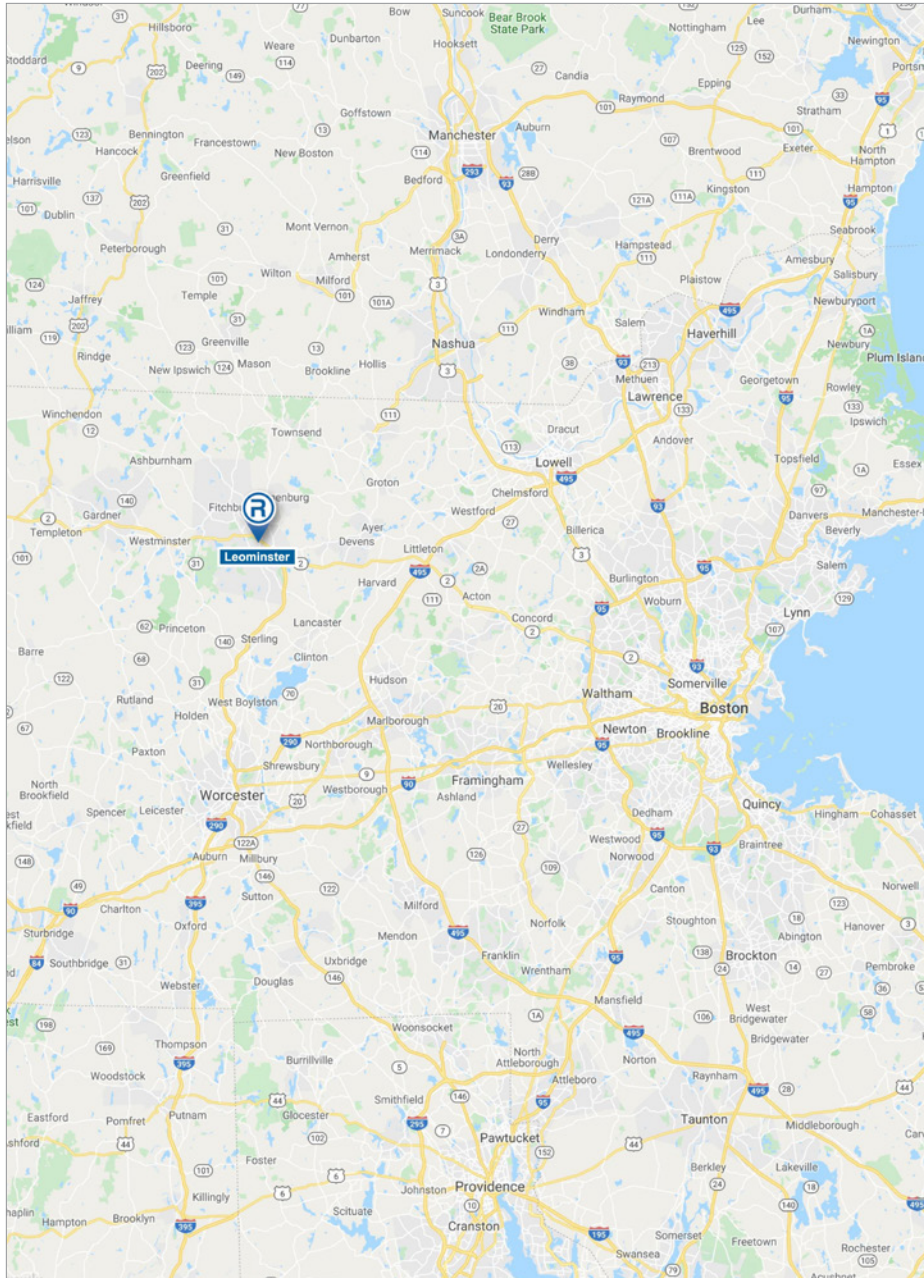 Suncook
Bow
Bear Brook
State Park
Durham
Lee
Nottingham
Newington
Hillsboro
Weare
Dunbarton
Hooksett
Deering
Candia
Epping
Raymond
Stratham
Goffstown
Bennington
Francestown
Manchester
Auburn
Hancock
New Boston
Brentwood
Exeter
North
Hampton
Greenfield
Bedford
Kingston
Hampton
Harrisville
Dublin
Peterborough
Mont Vernon
Amherst
Merrimack
Derry
Londonderry
Hampstead
Seabrook
Amesbury
Salisbury
Wilton
Milford
Plaistow
Temple
Jaffrey
Windham
Salem
Newburyport
Haverhill
Greenville
Nashua
Newbury
Rindge
New Ipswich
Mason
Brookline
Hollis
Plum Island
Methuen
Georgetown
Rowley
Lawrence
Winchendon
Ipswich
Townsend
Dracut
Andover
Ashburnham
Lowell
Topsfield
Essex
Groton
Chelmsford
Gardner
Westford
Billerica
Danvers
Templeton
Westminster
Ayer
Devens
Littleton
Beverly
R
Leominster
Harvard
Acton
Burlington
Woburn
Salem
Lynn
Princeton
Lancaster
Concord
Sterling
Clinton
Barre
Hudson
Waltham
Somerville
Rutland
West Boylston
Boston
Holden
Marlborough
Newton
Brookline
Paxton
Northborough
Shrewsbury
Wellesley
North
Brookfield
Worcester
Westborough
Framingham
Ashland
Quincy
Spencer
Leicester
Dedham
Hingham
Cohasset
Westwood
Norwood
Braintree
Auburn
Millbury
Canton
Norwell
Charlton
Sutton
Milford
Norfolk
Stoughton
Abington
Hanover
Sturbridge
Oxford
Mendon
Franklin
Brockton
Southbridge
Uxbridge
Wrentham
Pembroke
Webster
Douglas
Mansfield
West
Bridgewater
Woonsocket
Bridgewater
Thompson
Burrillville
North
Attleborough
Norton
Woodstock
Attleboro
Raynham
Eastford
Pomfret
Putnam
Glocester
Smithfield
Taunton
Middleborough
Pawtucket
Foster
Berkley
Lakeville
Killingly
Johnston
Providence
Hampton
Brooklyn
Scituate
Cranston
Somerset
Freetown
Rochester
Swansea